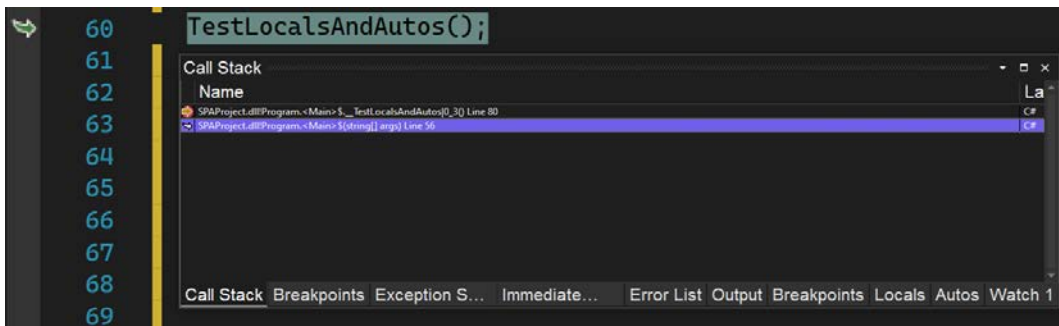 60 TestLocalsAndAutos();
61
Call Stack
62
Name La
SPAProject.dll!Program.<Main>$.__TestLocalsAndAutos|0_3() Line 80 C#
63
SPAProject.dll!Program.<Main>$(string[] args) Line 56 C#
64
65
66
67
68
Call Stack Breakpoints Exception S... Immediate... Error List Output Breakpoints Locals Autos Watch 1
69